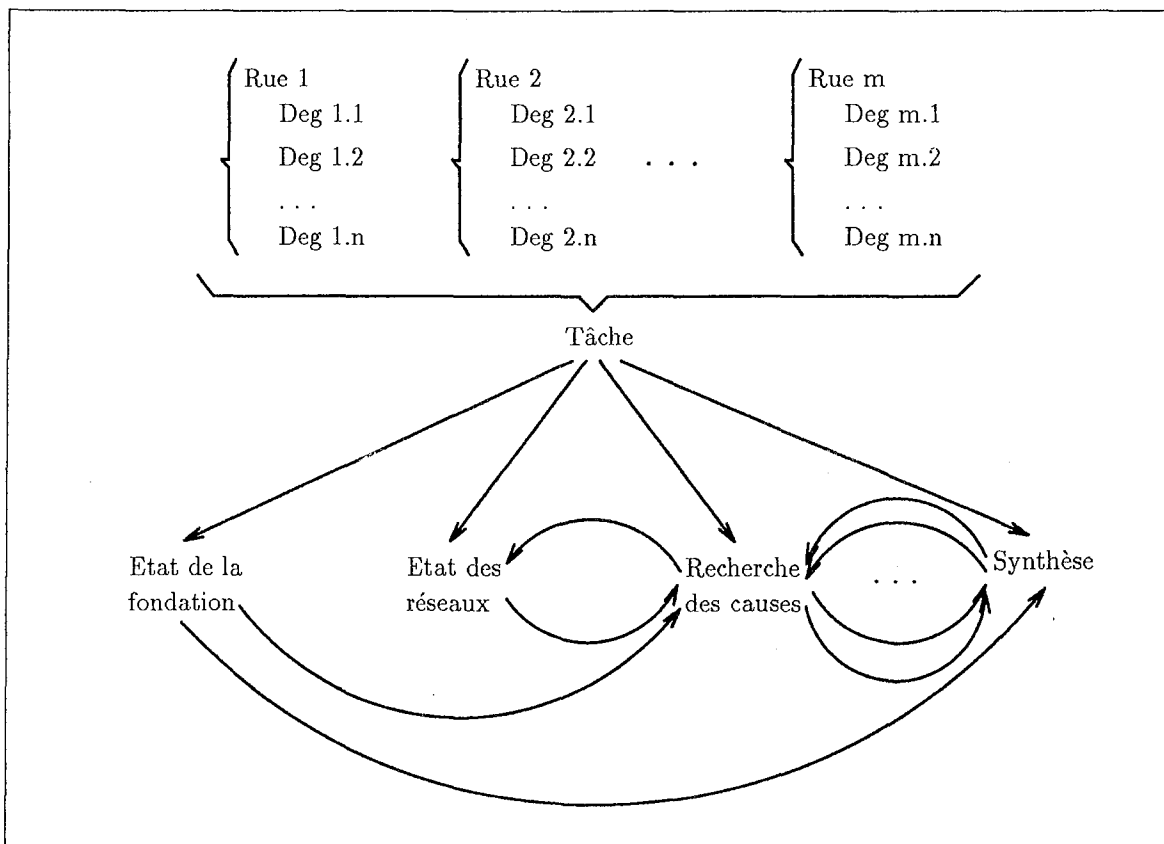 Rue 1
Deg 1.1
Deg 1.2
. . .
Deg 1.n
Rue 2
Deg 2.1
Deg 2.2
. . .
Deg 2.n
. . .
Rue m
Deg m.1
Deg m.2
. . .
Deg m.n
Tâche
Etat de la
fondation
Etat des
réseaux
Recherche
des causes
. . .
Synthèse